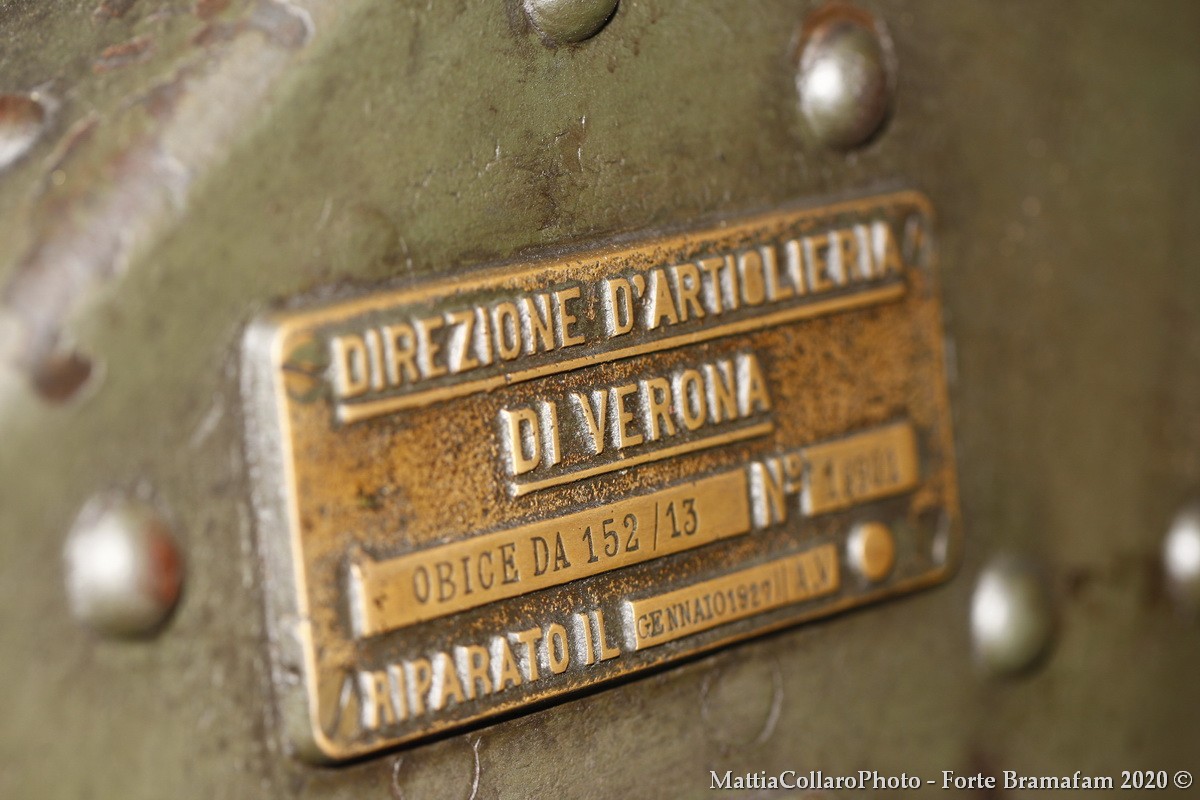 DIREZIONE D'ARTIGLIERIA
DI VERONA
OBICE DA 152/13 Nº
RIPARATO IL GENNAIO 1927
MattiaCollaroPhoto - Forte Bramafam 2020 ©